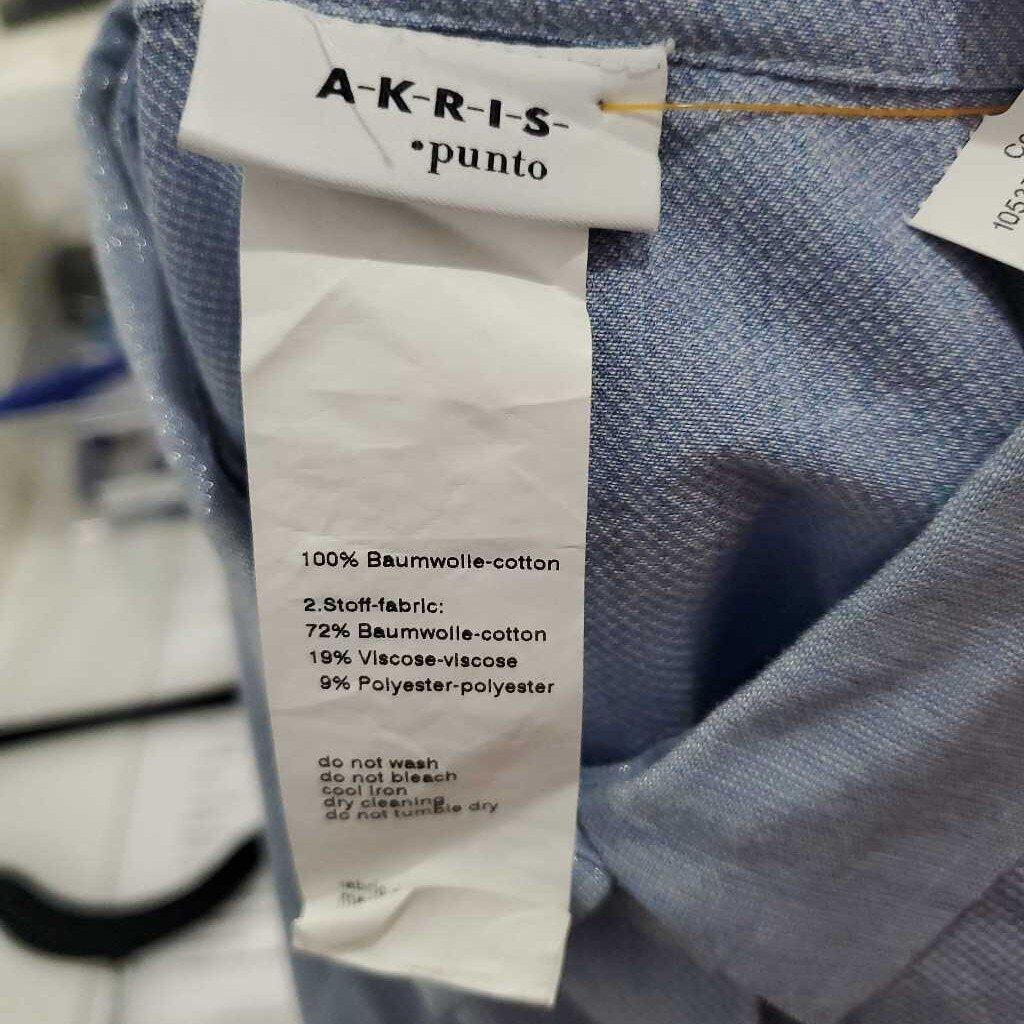 A-K-R-I-S-
•punto
100% Baumwolle-cotton
2.Stoff-fabric:
72% Baumwolle-cotton
19% Viscose-viscose
9% Polyester-polyester
do not wash
do not bleach
cool iron
dry cleaning
do not tumble dry
fabric